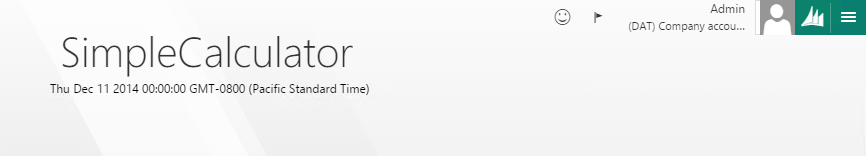 Admin
(DAT) Company accou...
SimpleCalculator
Thu Dec 11 2014 00:00:00 GMT-0800 (Pacific Standard Time)